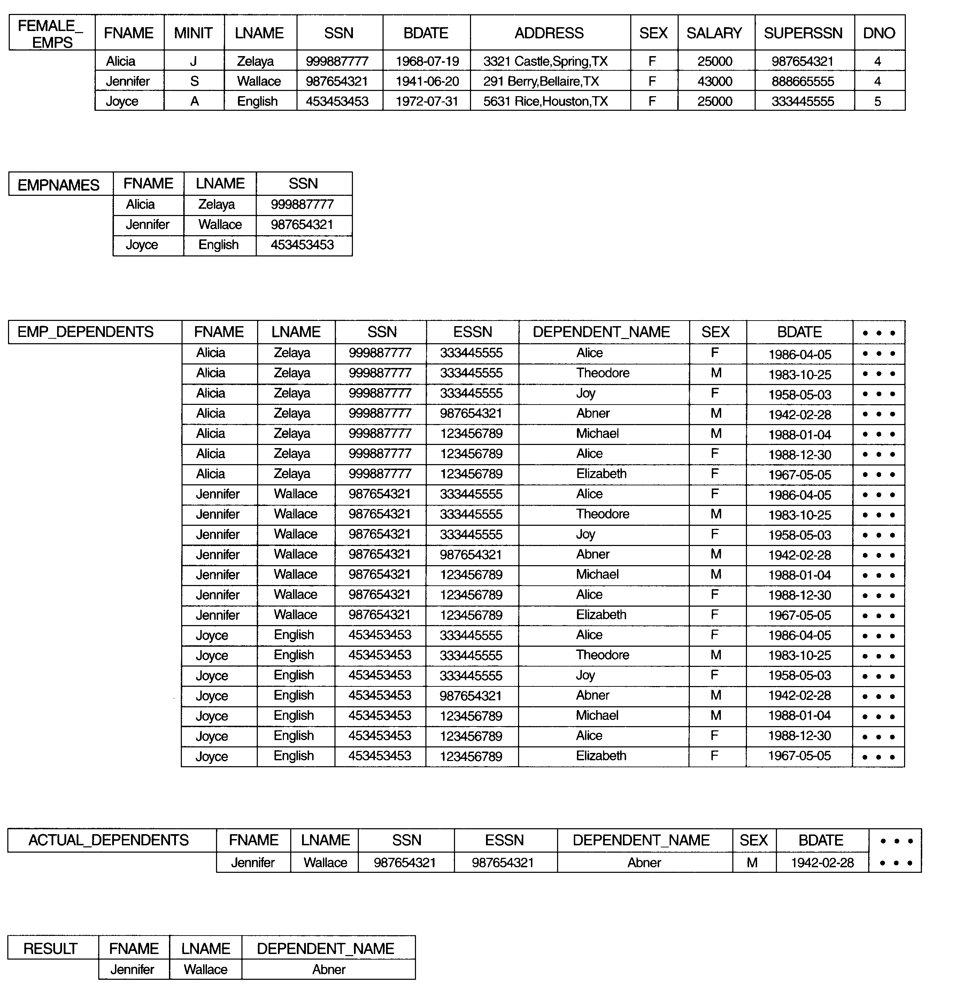 FEMALE_EMPS FNAME MINIT LNAME SSN BDATE ADDRESS SEX SALARY SUPERSSN DNO
Alicia J Zelaya 999887777 1968-07-19 3321 Castle,Spring,TX F 25000 987654321 4
Jennifer S Wallace 987654321 1941-06-20 291 Berry,Bellaire,TX F 43000 888665555 4
Joyce A English 453453453 1972-07-31 5631 Rice,Houston,TX F 25000 333445555 5
EMPNAMES FNAME LNAME SSN
Alicia Zelaya 999887777
Jennifer Wallace 987654321
Joyce English 453453453
EMP_DEPENDENTS FNAME LNAME SSN ESSN DEPENDENT_NAME SEX BDATE • • •
Alicia Zelaya 999887777 333445555 Alice F 1986-04-05 • • •
Alicia Zelaya 999887777 333445555 Theodore M 1983-10-25 • • •
Alicia Zelaya 999887777 333445555 Joy F 1958-05-03 • • •
Alicia Zelaya 999887777 987654321 Abner M 1942-02-28 • • •
Alicia Zelaya 999887777 123456789 Michael M 1988-01-04 • • •
Alicia Zelaya 999887777 123456789 Alice F 1988-12-30 • • •
Alicia Zelaya 999887777 123456789 Elizabeth F 1967-05-05 • • •
Jennifer Wallace 987654321 333445555 Alice F 1986-04-05 • • •
Jennifer Wallace 987654321 333445555 Theodore M 1983-10-25 • • •
Jennifer Wallace 987654321 333445555 Joy F 1958-05-03 • • •
Jennifer Wallace 987654321 987654321 Abner M 1942-02-28 • • •
Jennifer Wallace 987654321 123456789 Michael M 1988-01-04 • • •
Jennifer Wallace 987654321 123456789 Alice F 1988-12-30 • • •
Jennifer Wallace 987654321 123456789 Elizabeth F 1967-05-05 • • •
Joyce English 453453453 333445555 Alice F 1986-04-05 • • •
Joyce English 453453453 333445555 Theodore M 1983-10-25 • • •
Joyce English 453453453 333445555 Joy F 1958-05-03 • • •
Joyce English 453453453 987654321 Abner M 1942-02-28 • • •
Joyce English 453453453 123456789 Michael M 1988-01-04 • • •
Joyce English 453453453 123456789 Alice F 1988-12-30 • • •
Joyce English 453453453 123456789 Elizabeth F 1967-05-05 • • •
ACTUAL_DEPENDENTS FNAME LNAME SSN ESSN DEPENDENT_NAME SEX BDATE • • •
Jennifer Wallace 987654321 987654321 Abner M 1942-02-28 • • •
RESULT FNAME LNAME DEPENDENT_NAME
Jennifer Wallace Abner